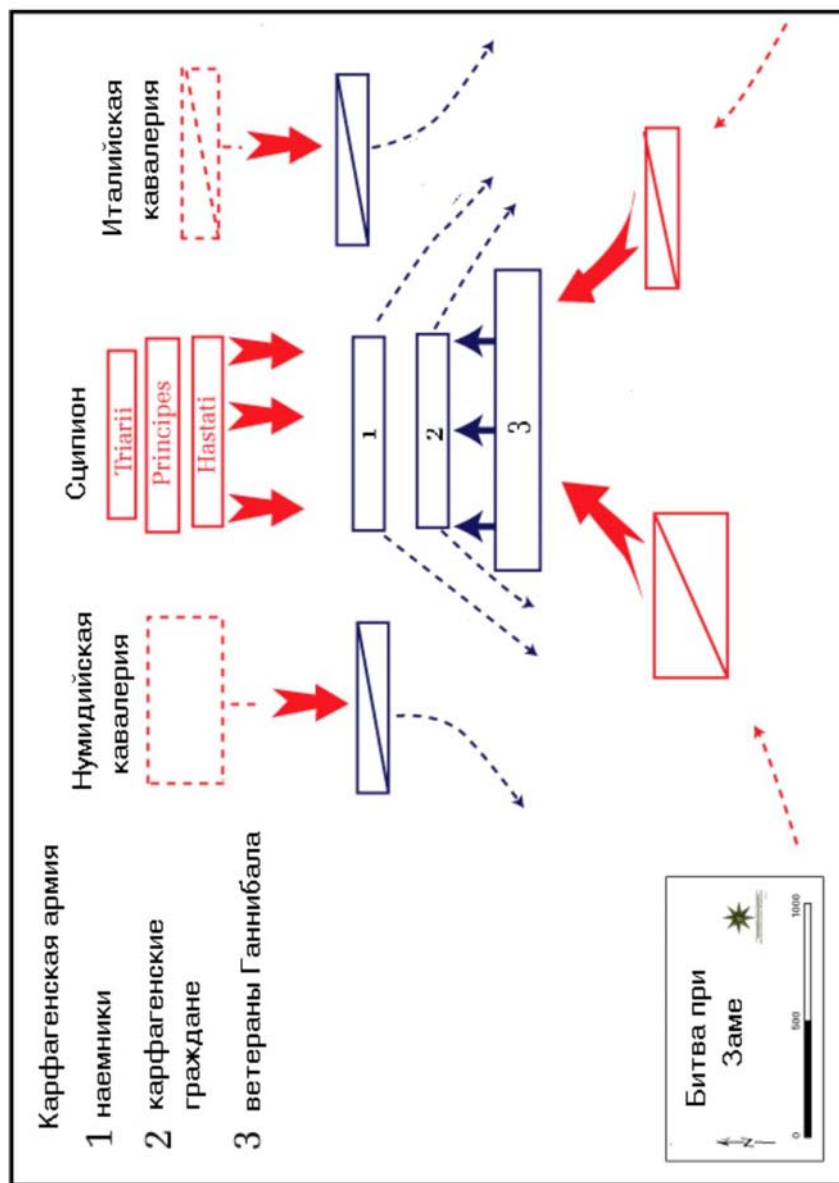 Карфагенская армия
1 наемники
2 карфагенские
граждане
3 ветераны Ганнибала
Нумидийская
кавалерия
Сципион
Италийская
кавалерия
Triarii
Principes
Hastati
1
2
3
Битва при
Заме
N
0
500
1000